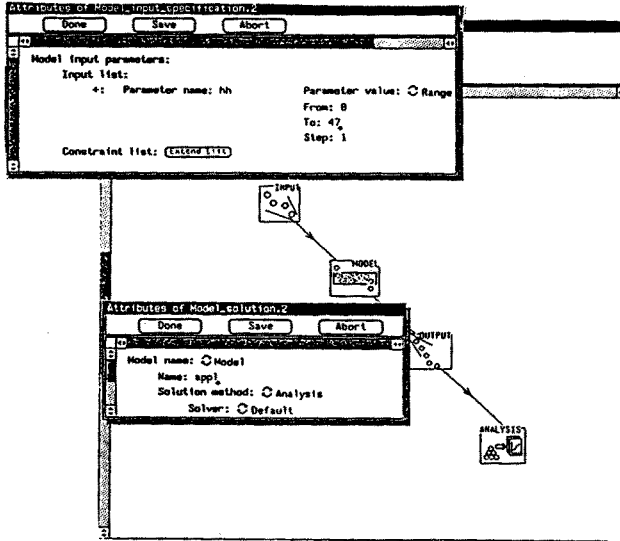 Attributes of Model_input_specification.2
Done Save Abort
Model input parameters:
Input list:
+: Parameter name: hh Parameter value: Range
From: 0
To: 47
Step: 1
Constraint list: Extend list
INPUT
MODEL
Attributes of Model_solution.2
Done Save Abort
OUTPUT
Model name: Model
Name: appl
Solution method: Analysis
Solver: Default
ANALYSIS